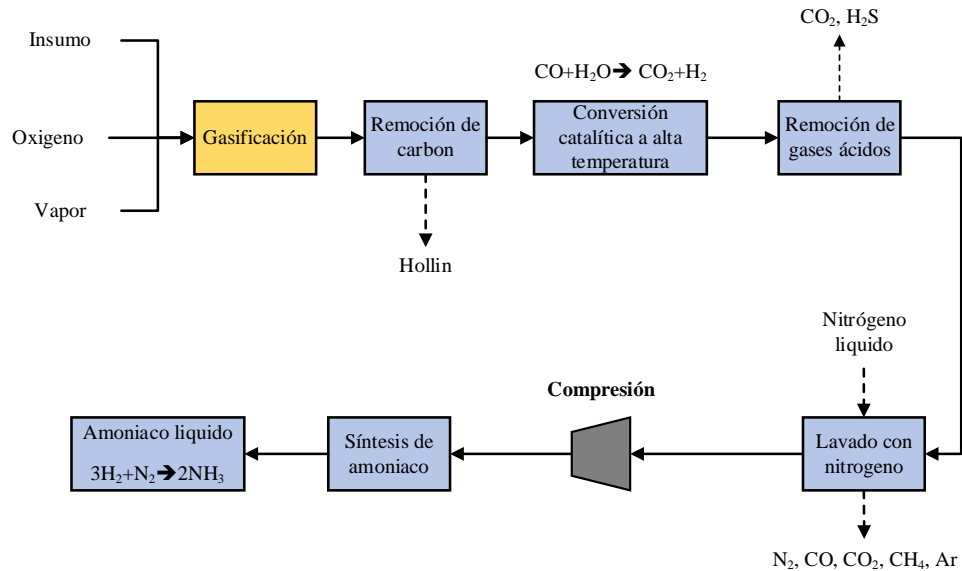 Insumo
Oxigeno
Vapor
Gasificación
Remoción de
carbon
Hollin
CO+H₂O➔ CO₂+H₂
Conversión
catalítica a alta
temperatura
CO₂, H₂S
Remoción de
gases ácidos
Nitrógeno
liquido
Lavado con
nitrogeno
N₂, CO, CO₂, CH₄, Ar
Compresión
Síntesis de
amoniaco
Amoniaco liquido
3H₂+N₂➔2NH₃